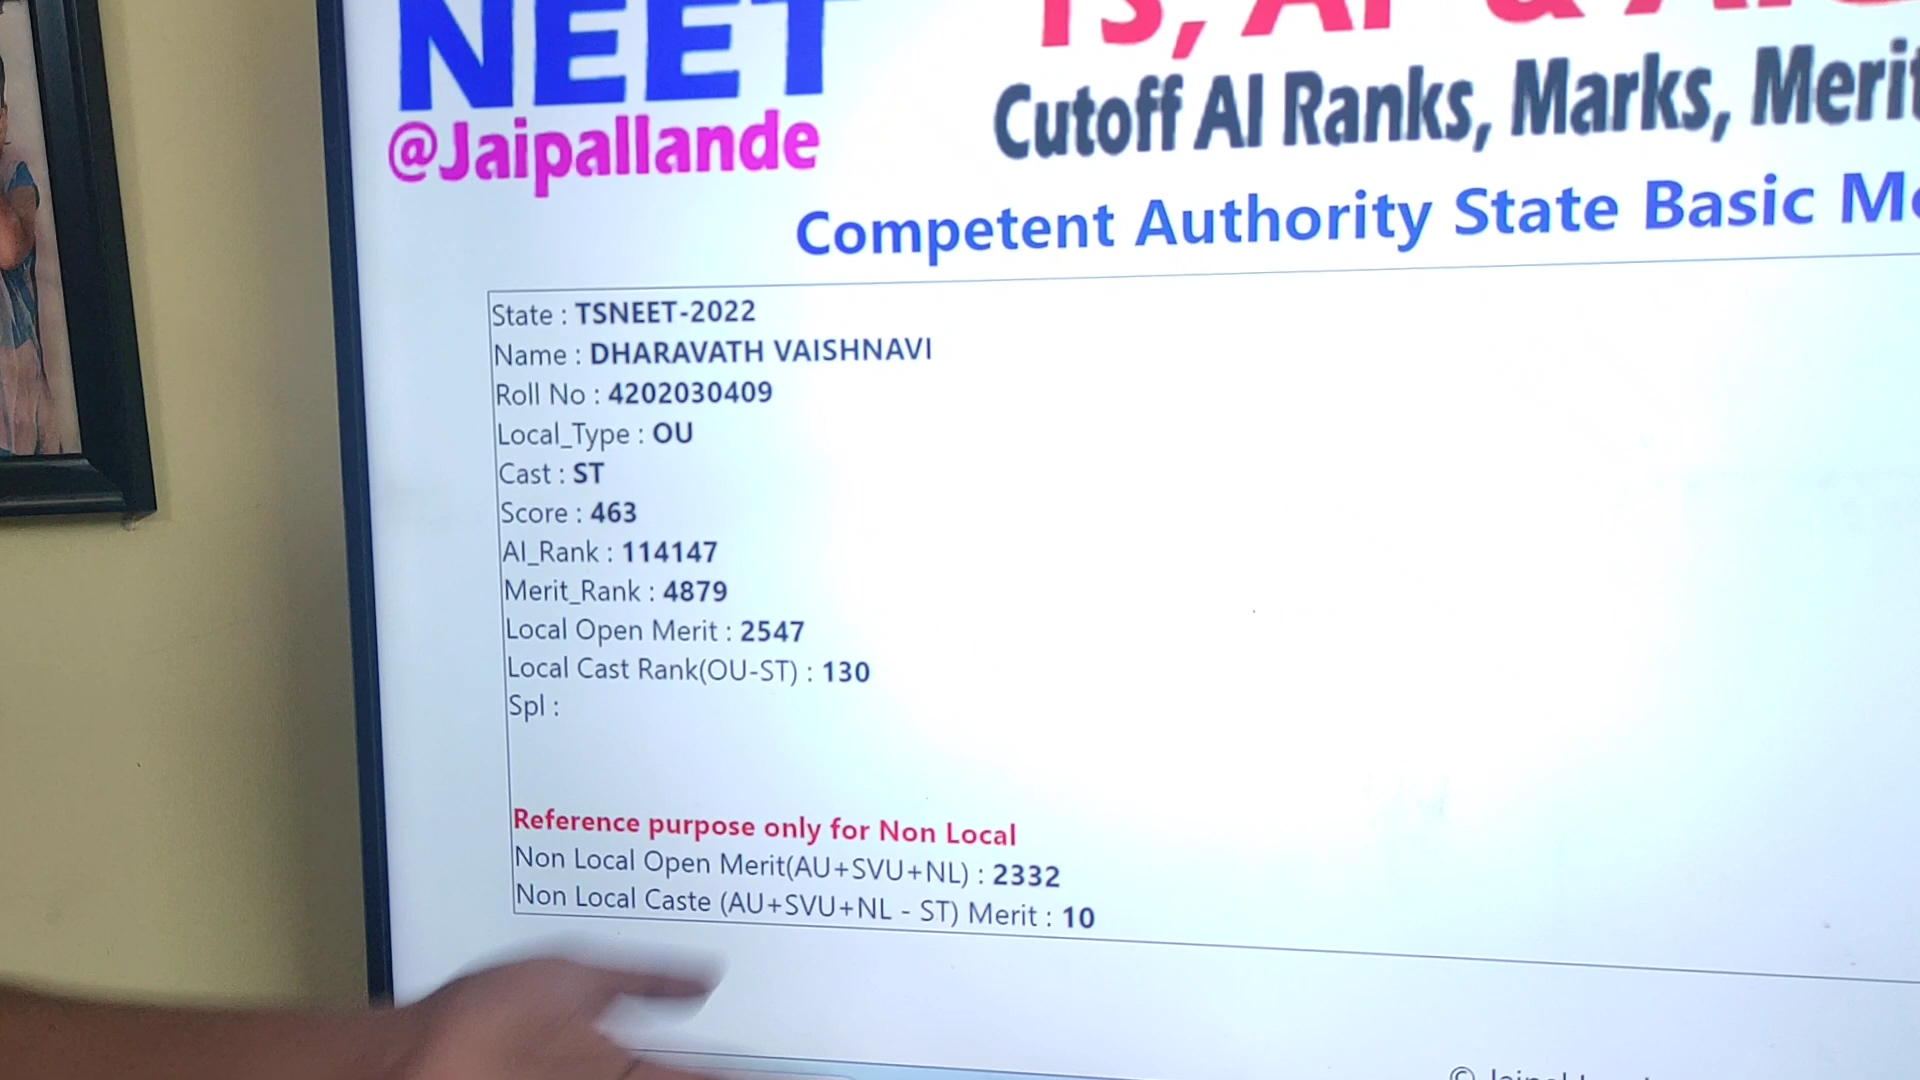 NEET
TS, AP &
@Jaipallande
Cutoff AI Ranks, Marks, Merit
Competent Authority State Basic
State : TSNEET-2022
Name : DHARAVATH VAISHNAVI
Roll No : 4202030409
Local_Type : OU
Cast : ST
Score : 463
AI_Rank : 114147
Merit_Rank : 4879
Local Open Merit : 2547
Local Cast Rank(OU-ST) : 130
Spl :
Reference purpose only for Non Local
Non Local Open Merit(AU+SVU+NL) : 2332
Non Local Caste (AU+SVU+NL - ST) Merit : 10